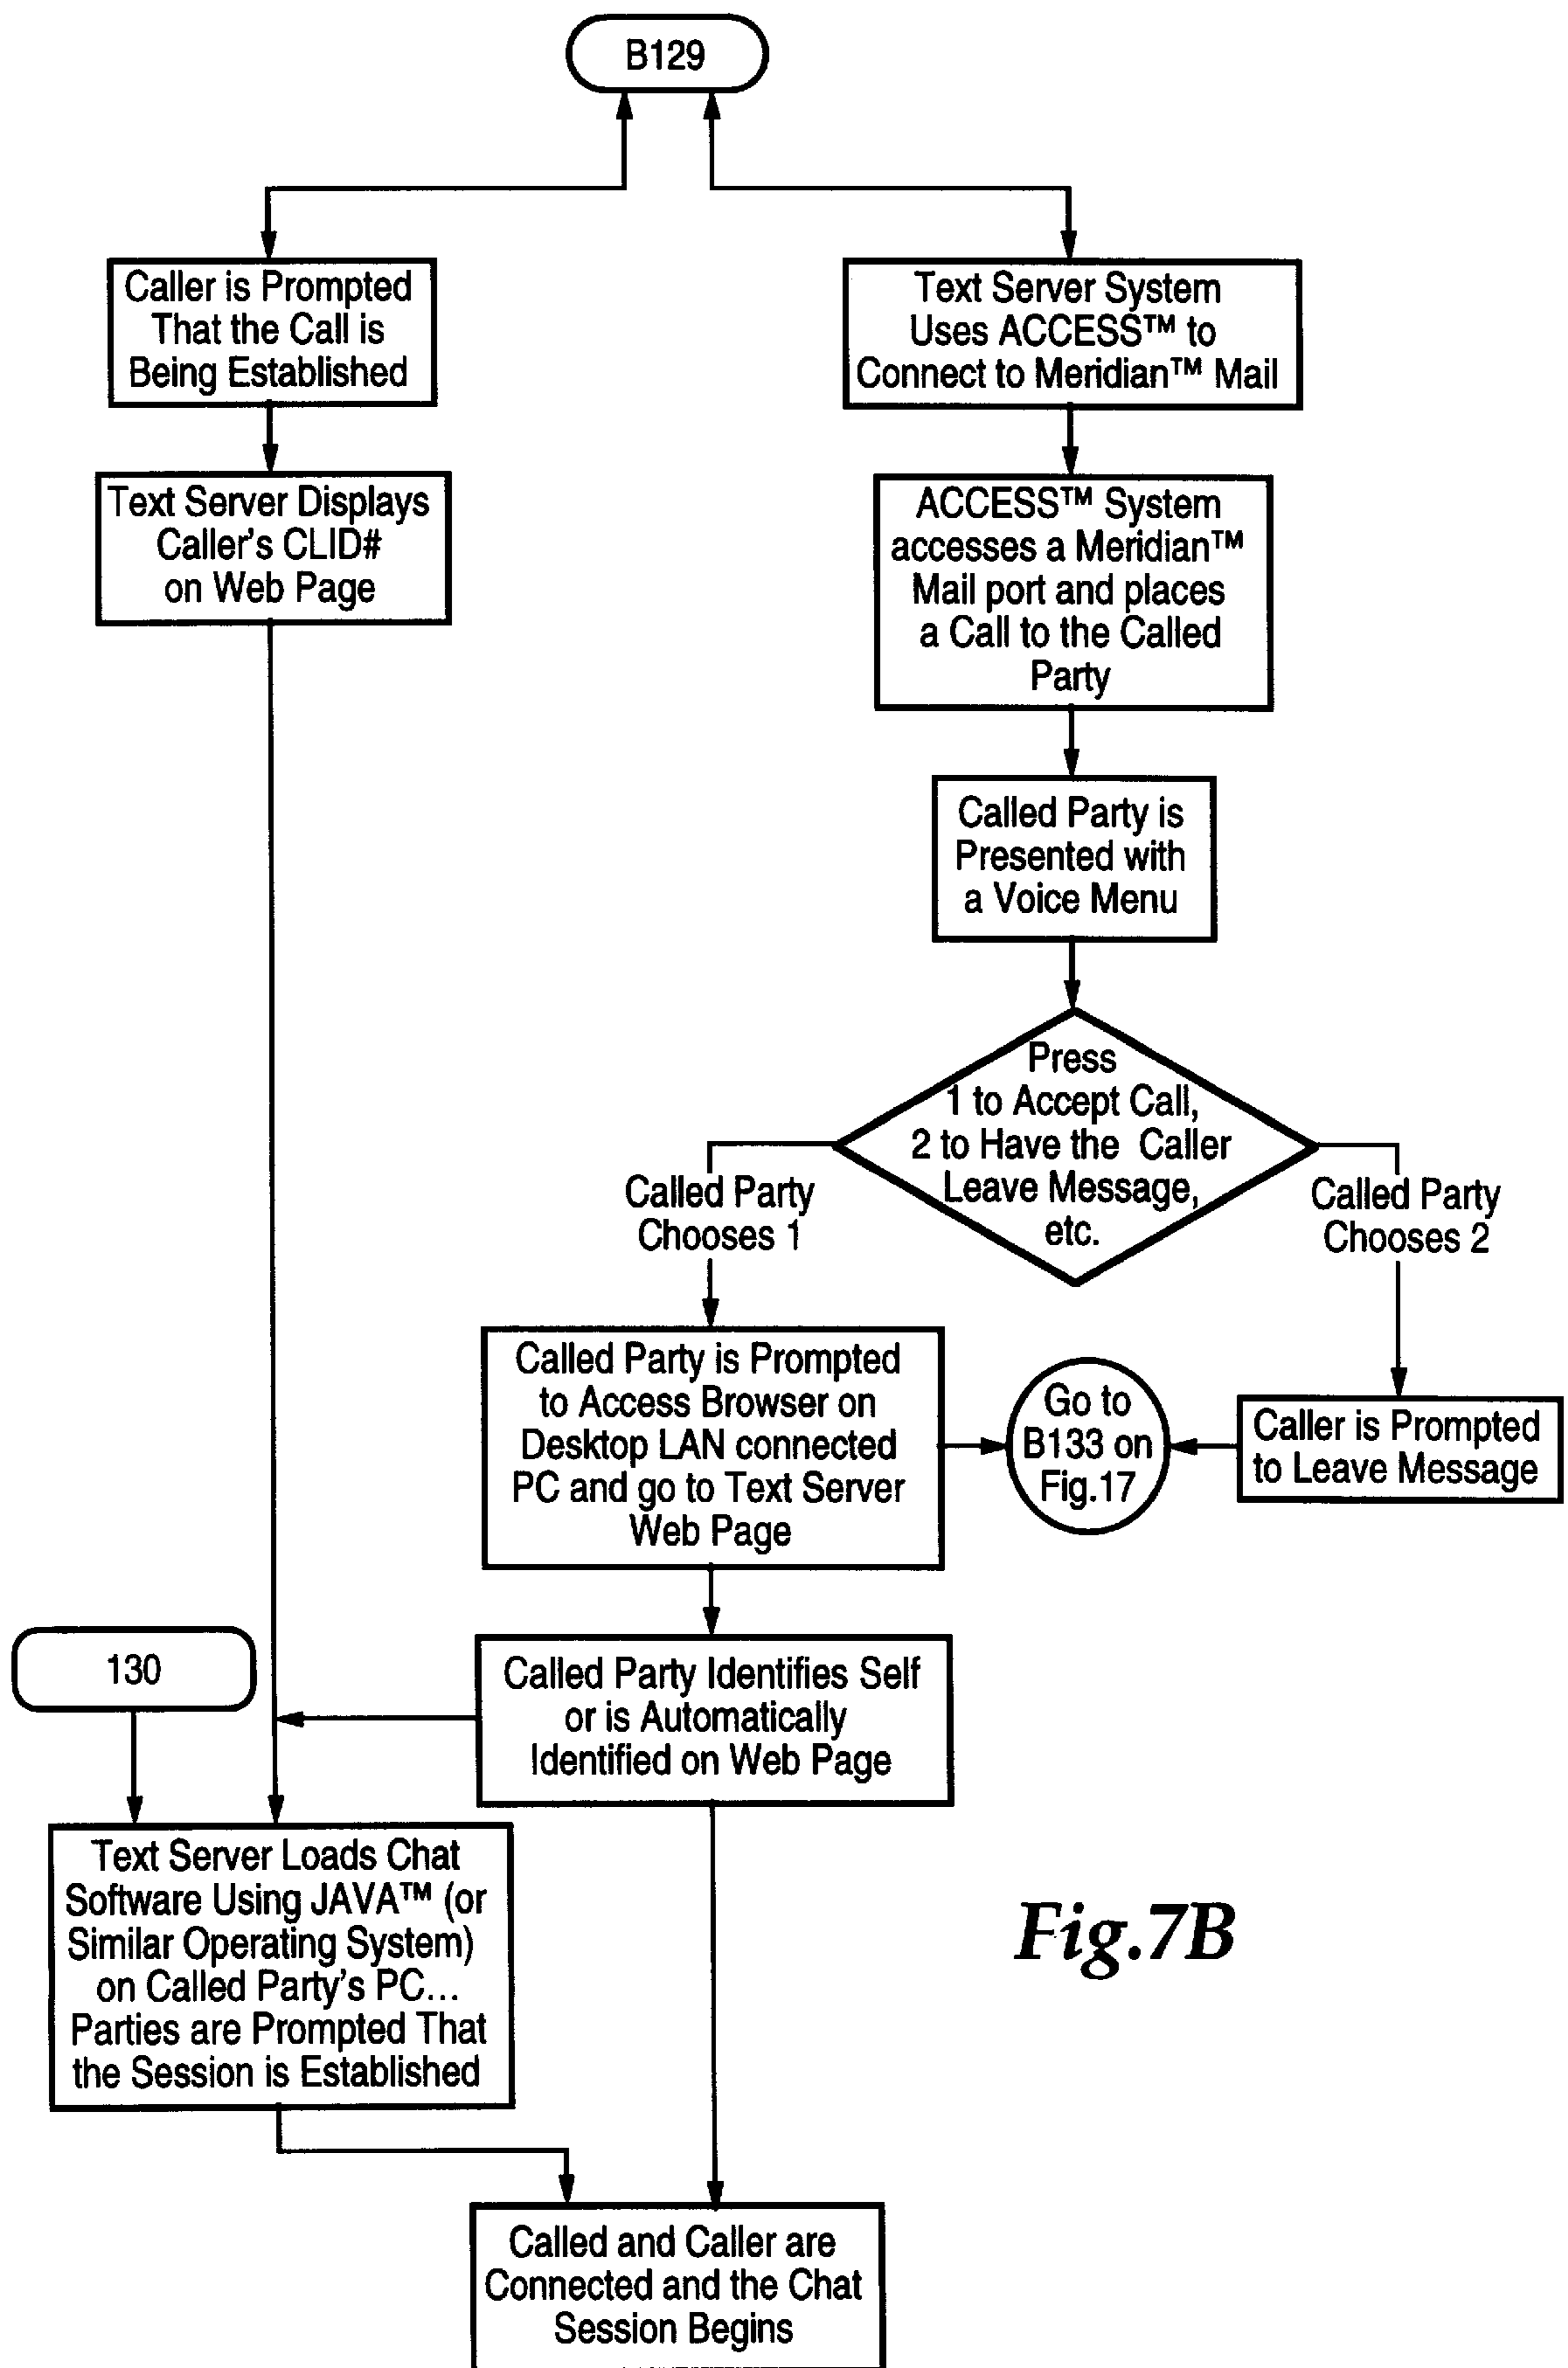 B129
Caller is Prompted
That the Call is
Being Established
Text Server System
Uses ACCESS™ to
Connect to Meridian™ Mail
Text Server Displays
Caller's CLID#
on Web Page
ACCESS™ System
accesses a Meridian™
Mail port and places
a Call to the Called
Party
Called Party is
Presented with
a Voice Menu
Press
1 to Accept Call,
2 to Have the Caller
Leave Message,
etc.
Called Party
Chooses 1
Called Party
Chooses 2
Called Party is Prompted
to Access Browser on
Desktop LAN connected
PC and go to Text Server
Web Page
Go to
B133 on
Fig.17
Caller is Prompted
to Leave Message
130
Called Party Identifies Self
or is Automatically
Identified on Web Page
Text Server Loads Chat
Software Using JAVA™ (or
Similar Operating System)
on Called Party's PC...
Parties are Prompted That
the Session is Established
Fig.7B
Called and Caller are
Connected and the Chat
Session Begins